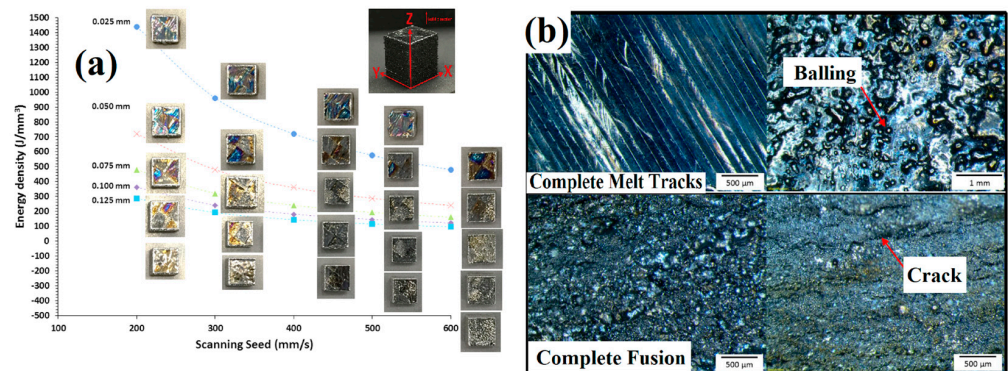 (a)
Energy density (J/mm³)
1500
1400
1300
1200
1100
1000
900
800
700
600
500
400
300
200
100
0
-100
-200
-300
-400
-500
100
200
300
400
500
600
Scanning Seed (mm/s)
0.025 mm
0.050 mm
0.075 mm
0.100 mm
0.125 mm
Z
Y
X
(b)
Complete Melt Tracks
500 µm
Balling
1 mm
Complete Fusion
500 µm
Crack
500 µm